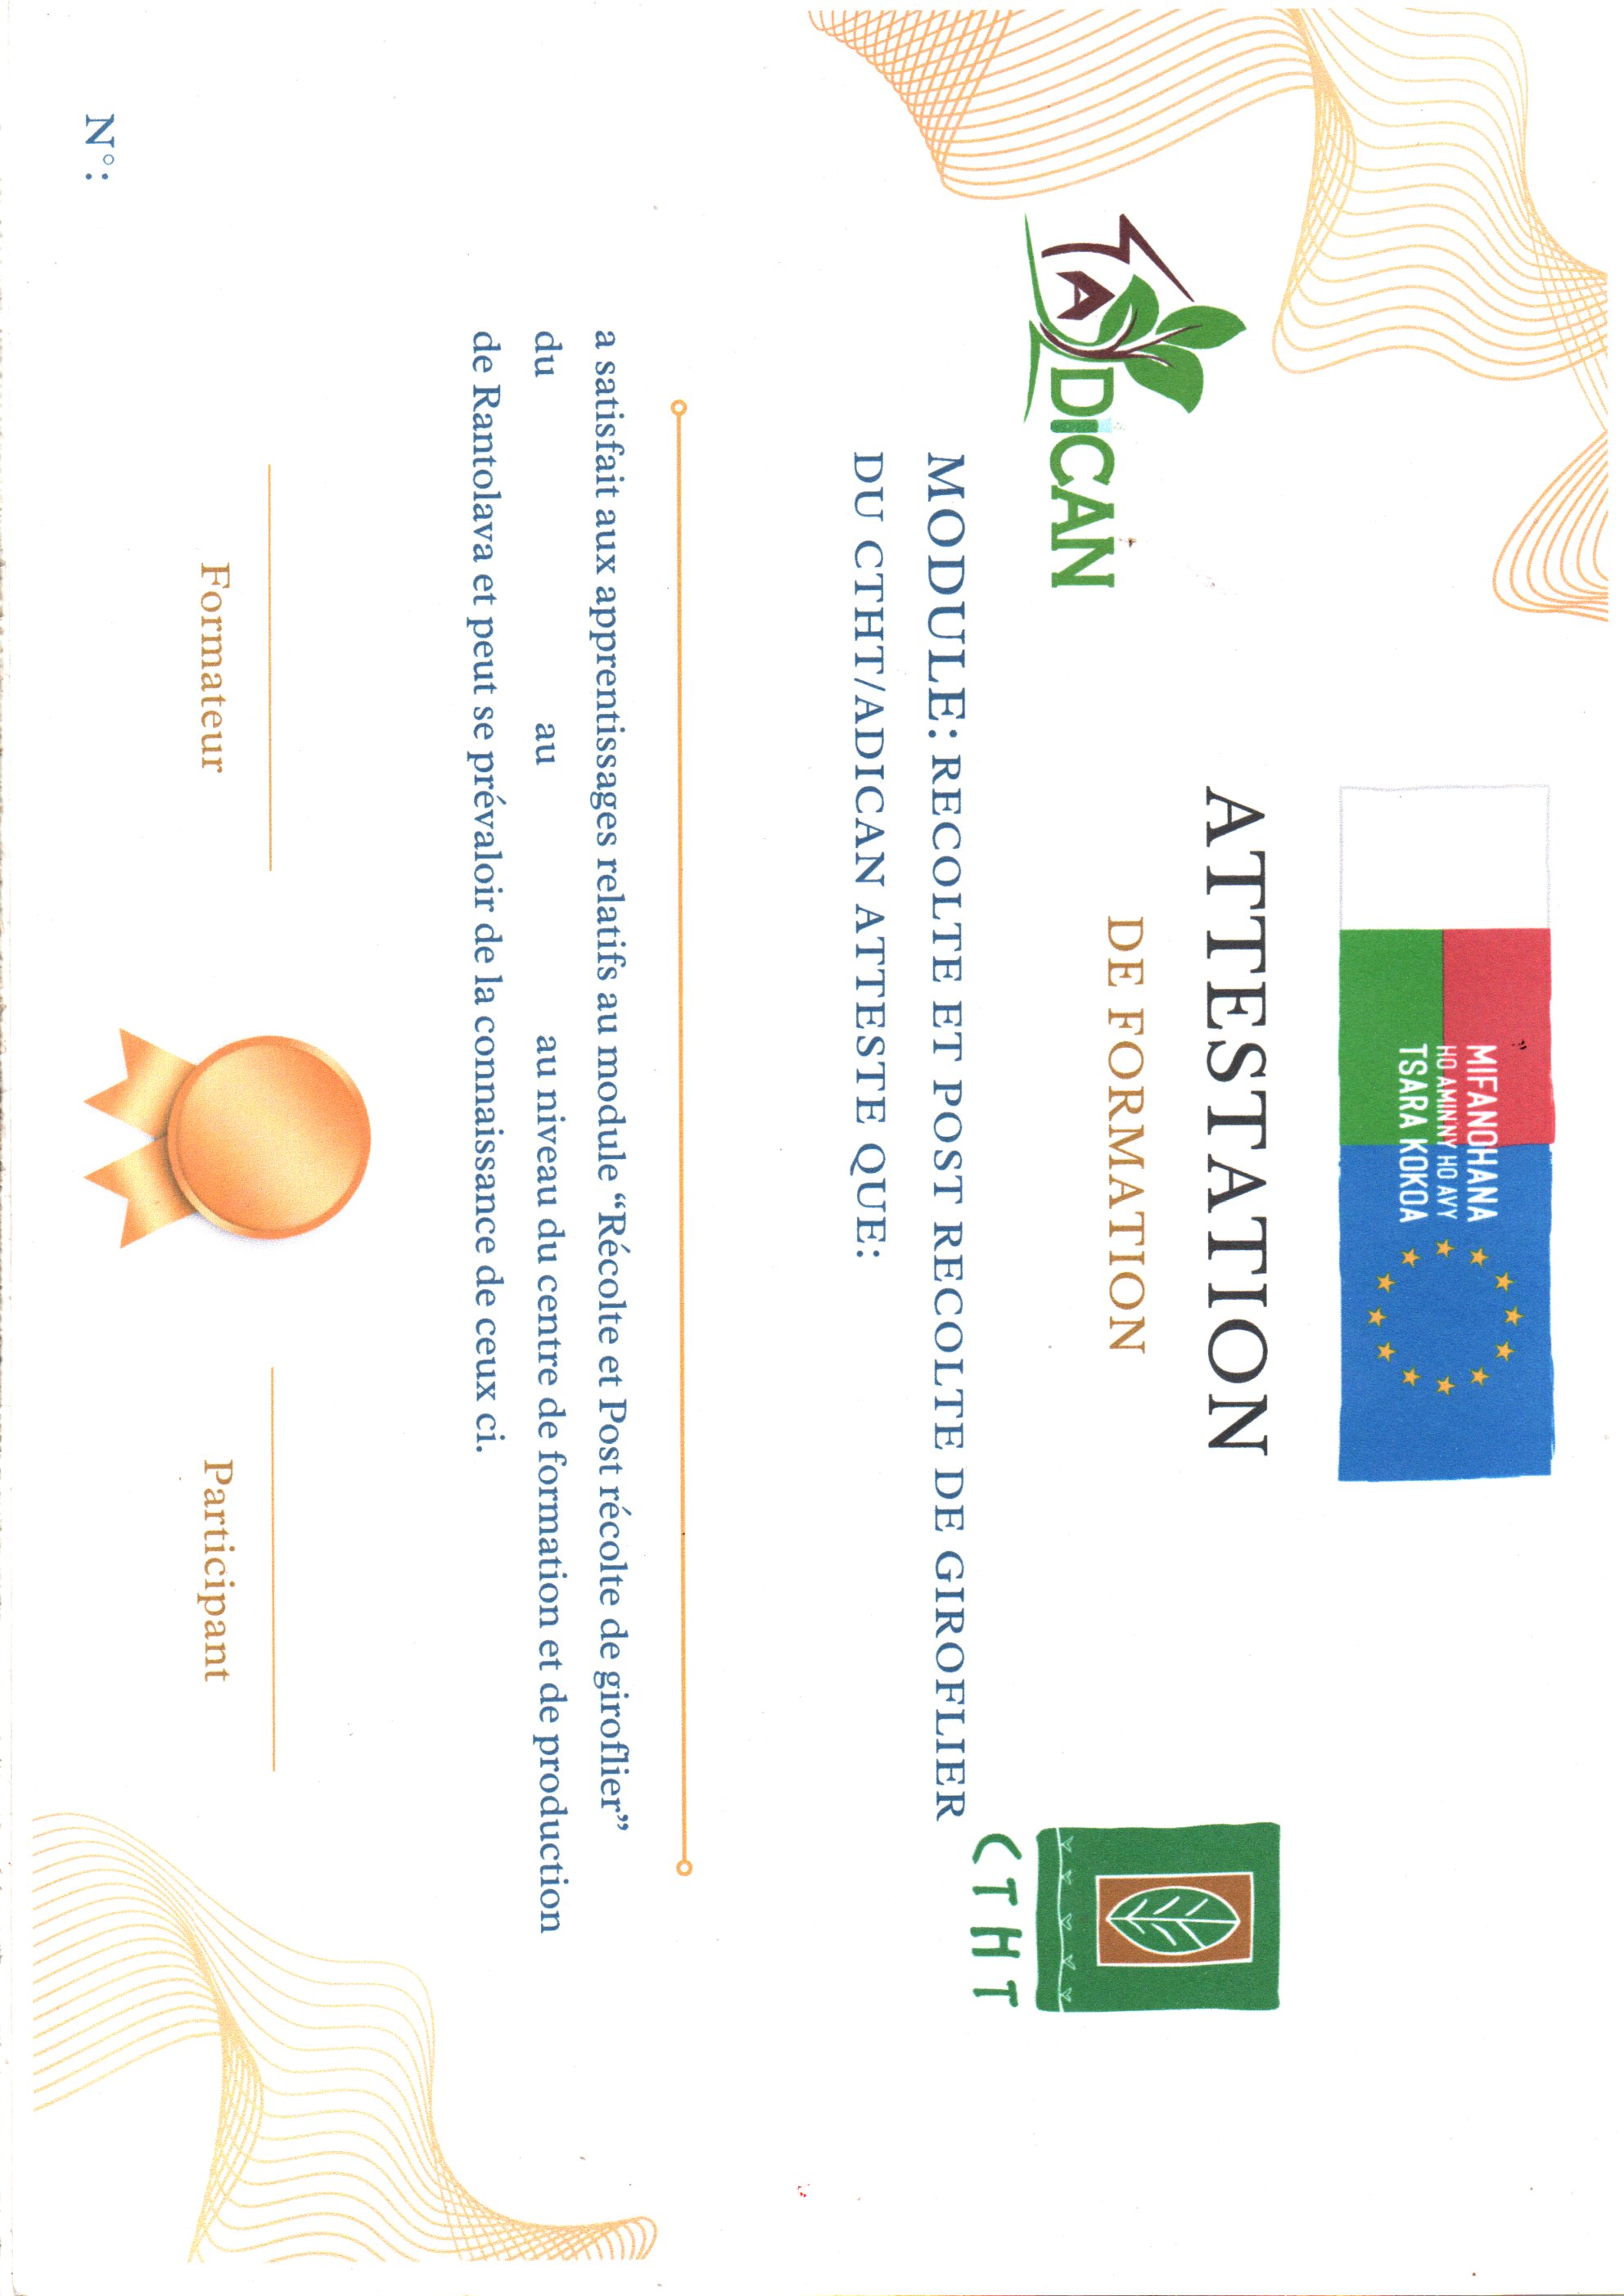 MIFANOHANA
HO AMIN'NY HO AVY
TSARA KOKOA
ATTESTATION
DE FORMATION
ADICAN
CTHT
MODULE: RECOLTE ET POST RECOLTE DE GIROFLIER
DU CTHT/ADICAN ATTESTE QUE:
a satisfait aux apprentissages relatifs au module “Récolte et Post récolte de giroflier”
du au au niveau du centre de formation et de production
de Rantolava et peut se prévaloir de la connaissance de ceux ci.
Formateur
Participant
N°: